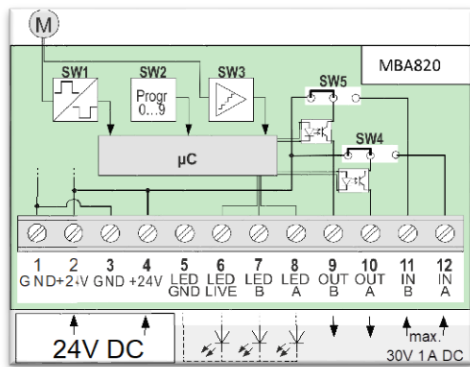 M
MBA820
SW1 SW2 SW3 SW5
Progr
0...9
SW4
µC
1 2 3 4 5 6 7 8 9 10 11 12
GND +24V GND +24V LED GND LED LIVE LED B LED A OUT B OUT A IN B IN A
24V DC
max.
30V 1A DC